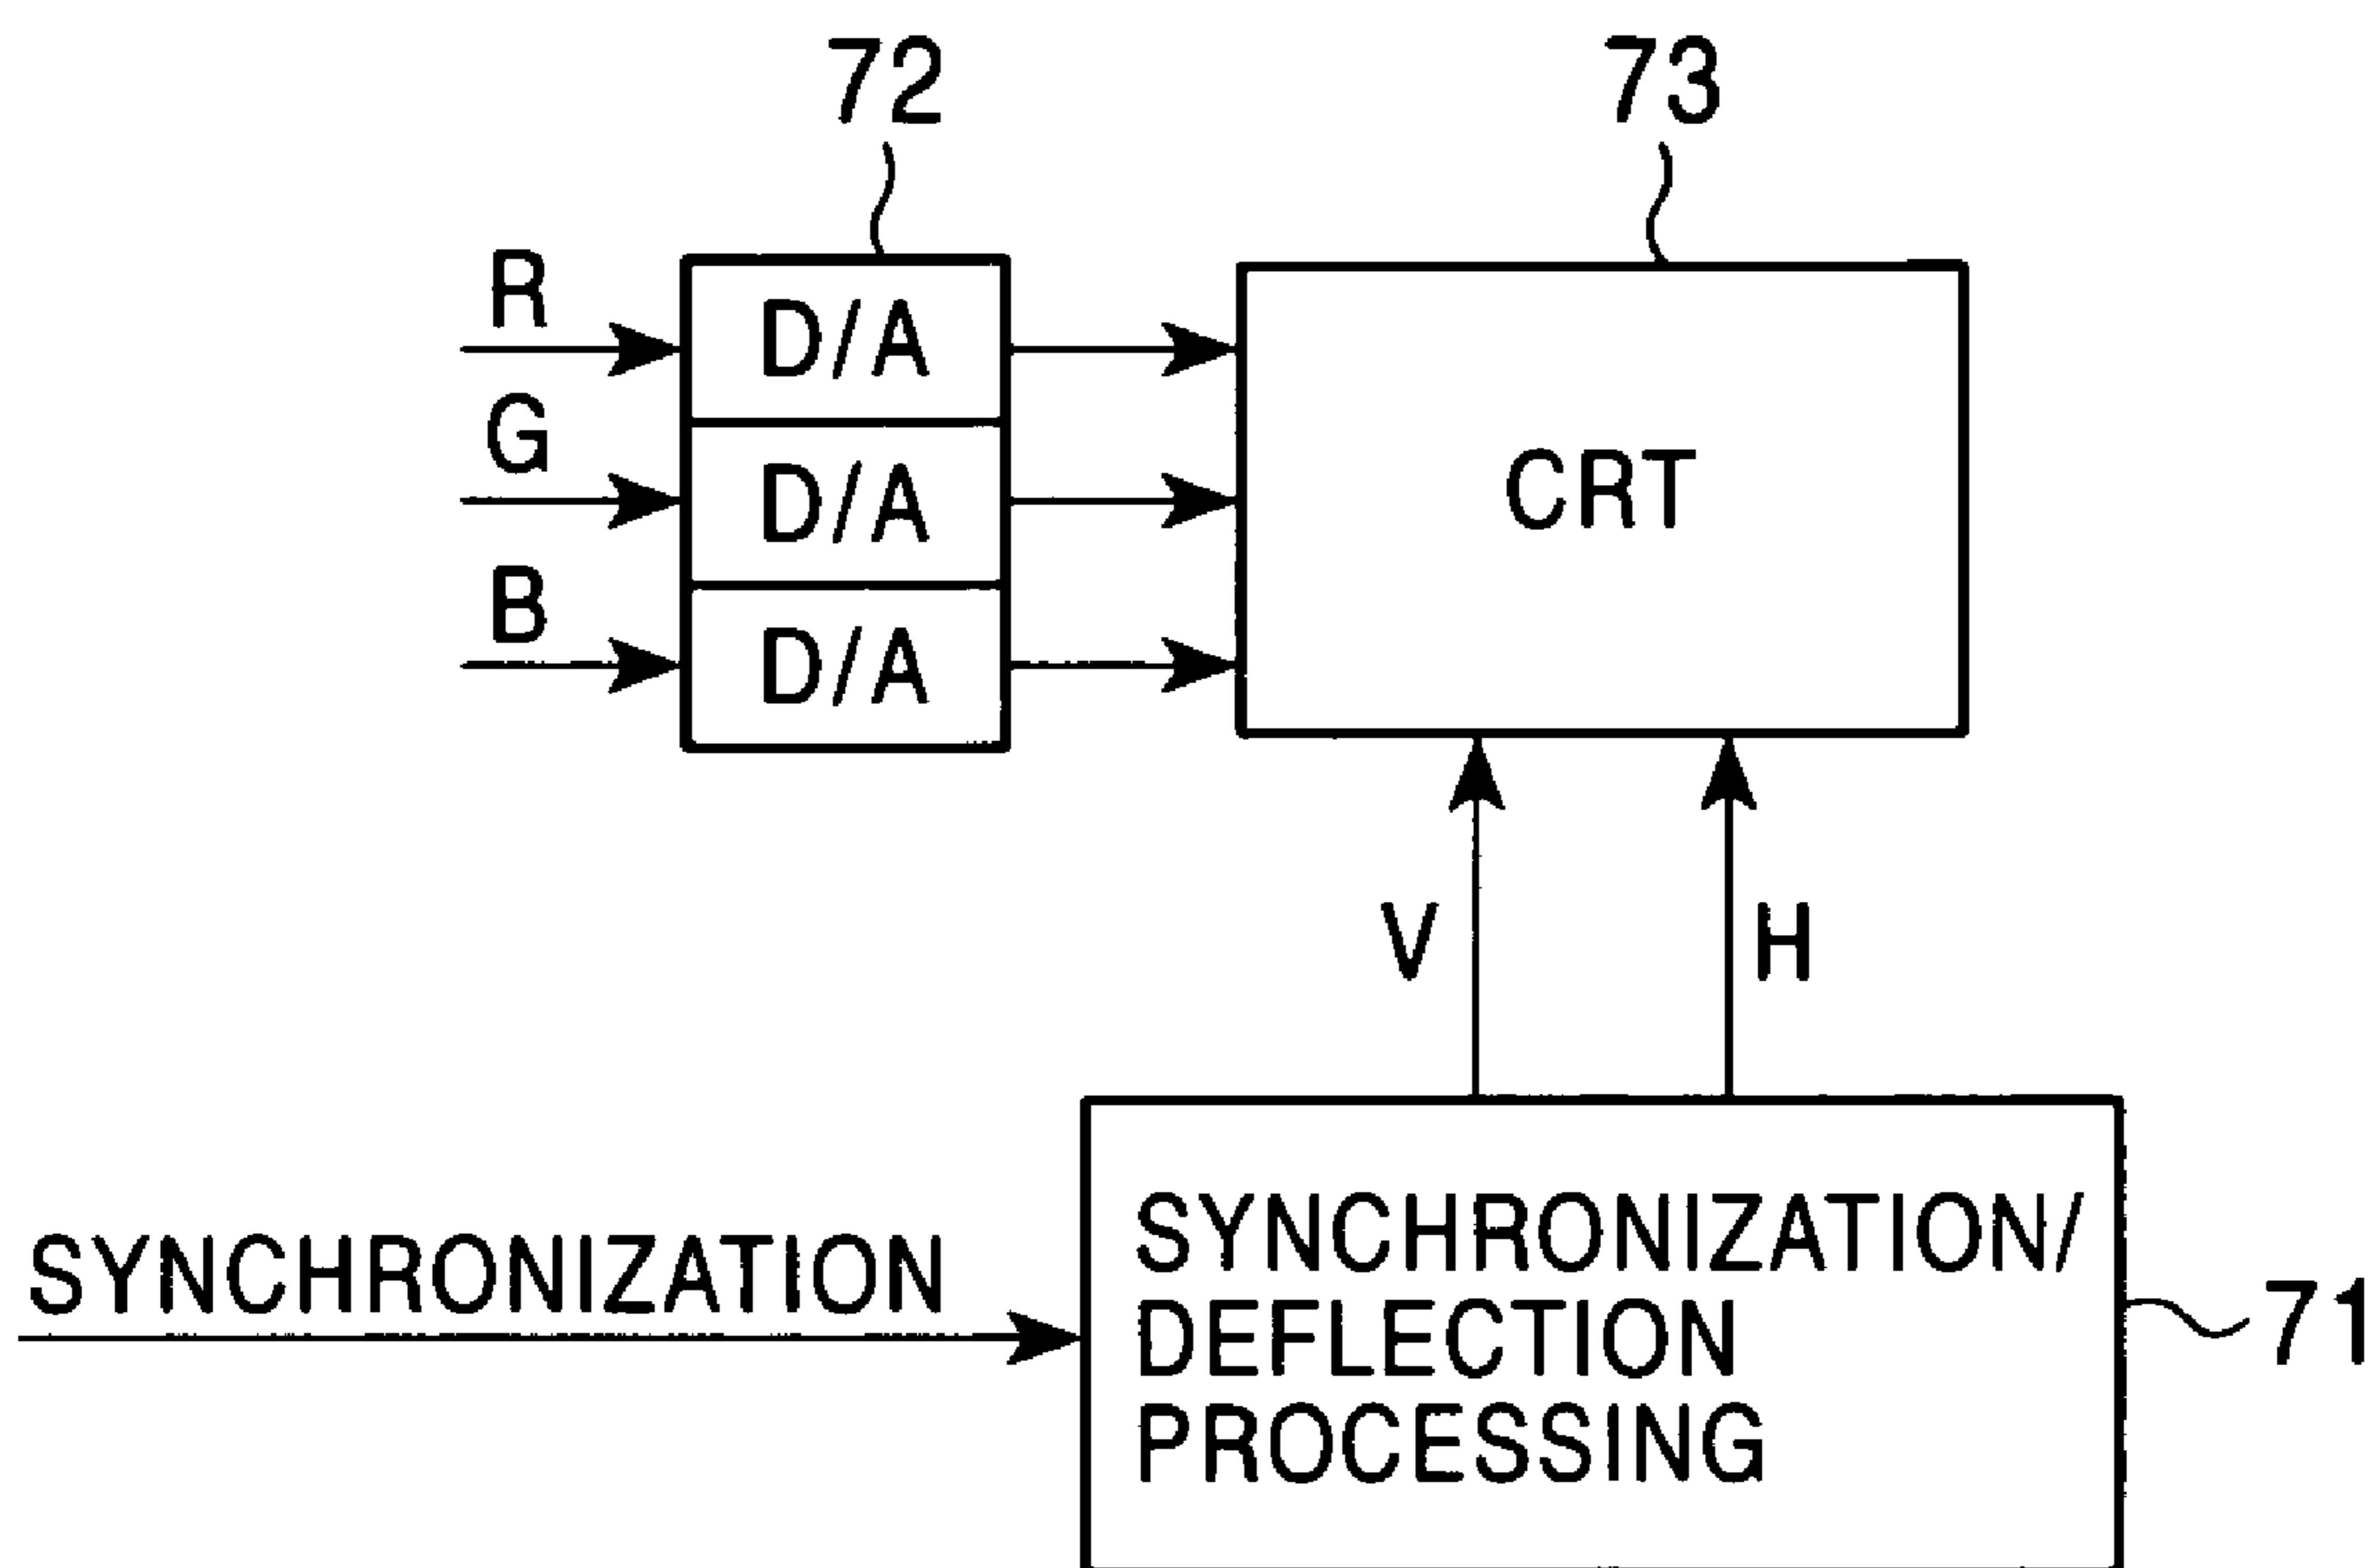 72
73
R
D/A
G
D/A
CRT
B
D/A
V
H
SYNCHRONIZATION
SYNCHRONIZATION/
DEFLECTION
PROCESSING
71